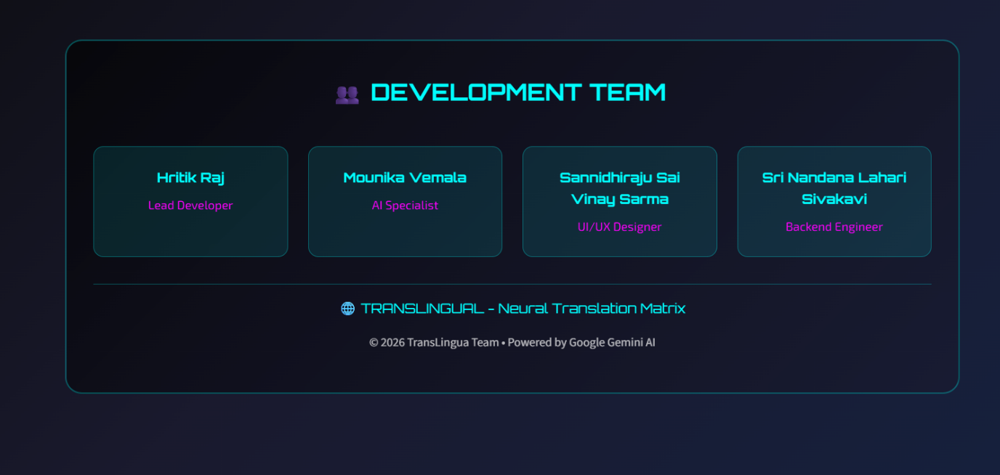 👥 DEVELOPMENT TEAM
Hritik Raj
Lead Developer
Mounika Vemala
AI Specialist
Sannidhiraju Sai
Vinay Sarma
UI/UX Designer
Sri Nandana Lahari
Sivakavi
Backend Engineer
🌐 TRANSLINGUAL - Neural Translation Matrix
© 2026 TransLingua Team • Powered by Google Gemini AI